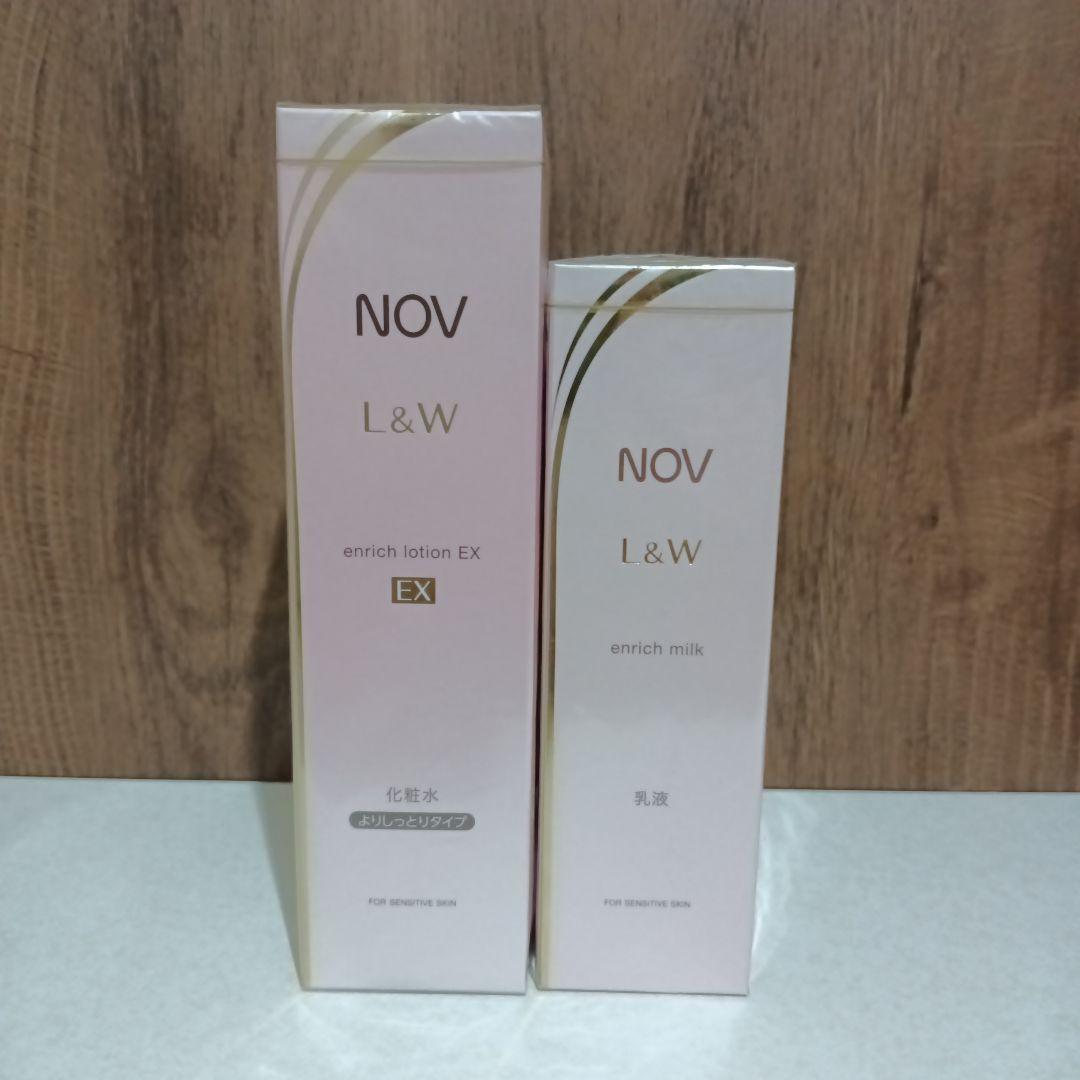 NOV
L&W
enrich lotion EX
EX
化粧水
よりしっとりタイプ
FOR SENSITIVE SKIN
NOV
L&W
enrich milk
乳液
FOR SENSITIVE SKIN